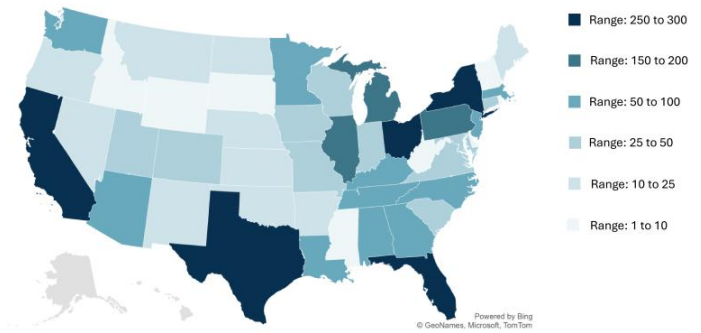 Range: 250 to 300
Range: 150 to 200
Range: 50 to 100
Range: 25 to 50
Range: 10 to 25
Range: 1 to 10
Powered by Bing
© GeoNames, Microsoft, TomTom